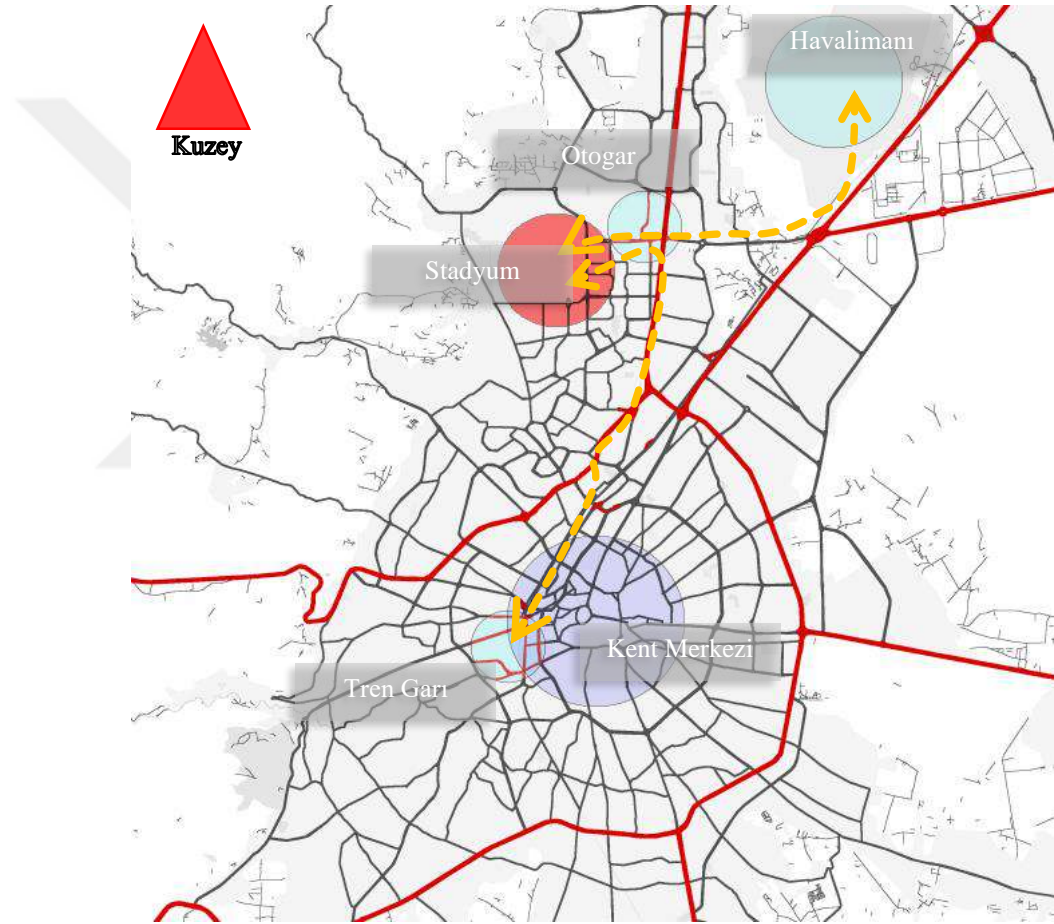 Havalimanı
Kuzey
Otogar
Stadyum
Kent Merkezi
Tren Garı